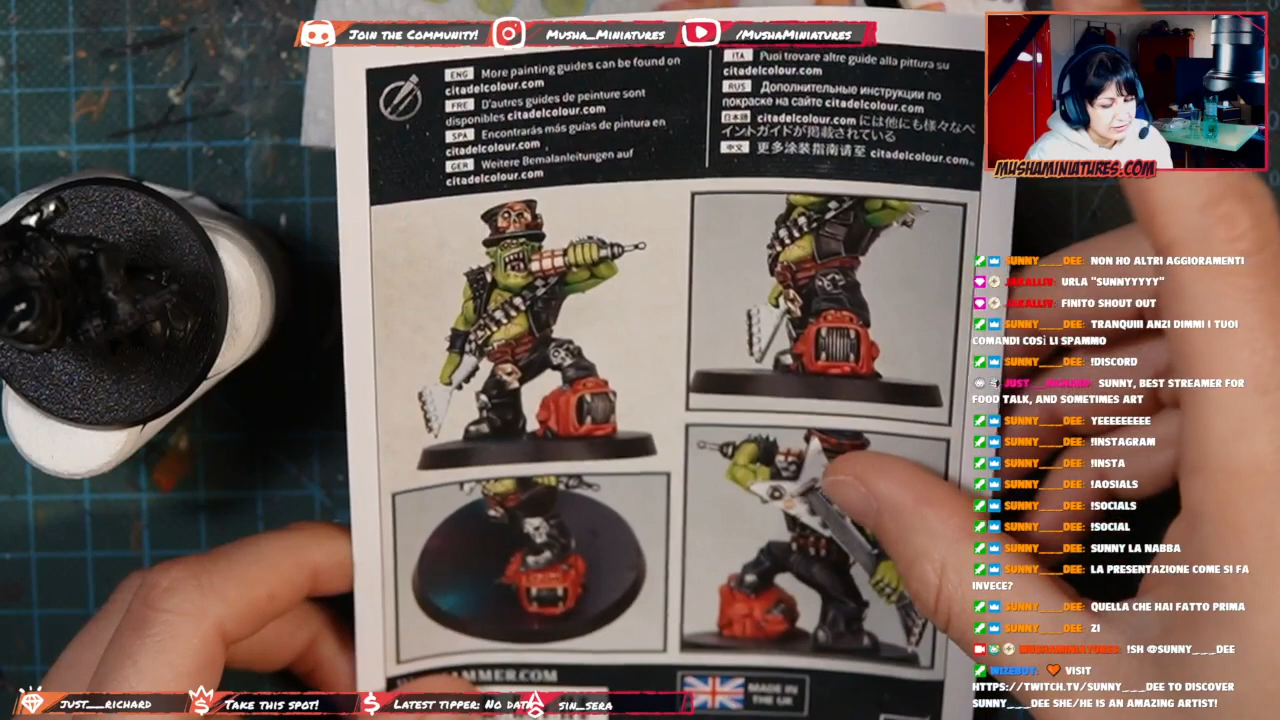 JOIN THE COMMUNITY!
MUSHA_MINIATURES
/MUSHAMINIATURES
ENG More painting guides can be found on
citadelcolour.com
FRE D'autres guides de peinture sont
disponibles citadelcolour.com
SPA Encontrarás más guías de pintura en
citadelcolour.com
GER Weitere Bemalanleitungen auf
citadelcolour.com
ITA Puoi trovare altre guide alla pittura su
citadelcolour.com
RUS Дополнительные инструкции по
покраске на сайте citadelcolour.com
日本語 citadelcolour.com には他にも様々なペ
イントガイドが掲載されている
中文 更多涂装指南请至 citadelcolour.com。
MUSHAMINIATURES.COM
SUNNY___DEE: NON HO ALTRI AGGIORAMENTI
JAKALLIV: URLA "SUNNYYYYY"
JAKALLIV: FINITO SHOUT OUT
SUNNY___DEE: TRANQUIII ANZI DIMMI I TUOI
COMANDI COSì LI SPAMMO
SUNNY___DEE: !DISCORD
JUST__RICHARD: SUNNY, BEST STREAMER FOR
FOOD TALK, AND SOMETIMES ART
SUNNY___DEE: YEEEEEEEEE
SUNNY___DEE: !INSTAGRAM
SUNNY___DEE: !INSTA
SUNNY___DEE: !AOSIALS
SUNNY___DEE: !SOCIALS
SUNNY___DEE: !SOCIAL
SUNNY___DEE: SUNNY LA NABBA
SUNNY___DEE: LA PRESENTAZIONE COME SI FA
INVECE?
SUNNY___DEE: QUELLA CHE HAI FATTO PRIMA
SUNNY___DEE: ZI
MUSHAMINIATURES: !SH @SUNNY___DEE
WIZEBOT: VISIT
HTTPS://TWITCH.TV/SUNNY___DEE TO DISCOVER
SUNNY___DEE SHE/HE IS AN AMAZING ARTIST!
MADE IN
THE UK
JUST__RICHARD
TAKE THIS SPOT!
LATEST TIPPER: NO DATA
SIN_SERA